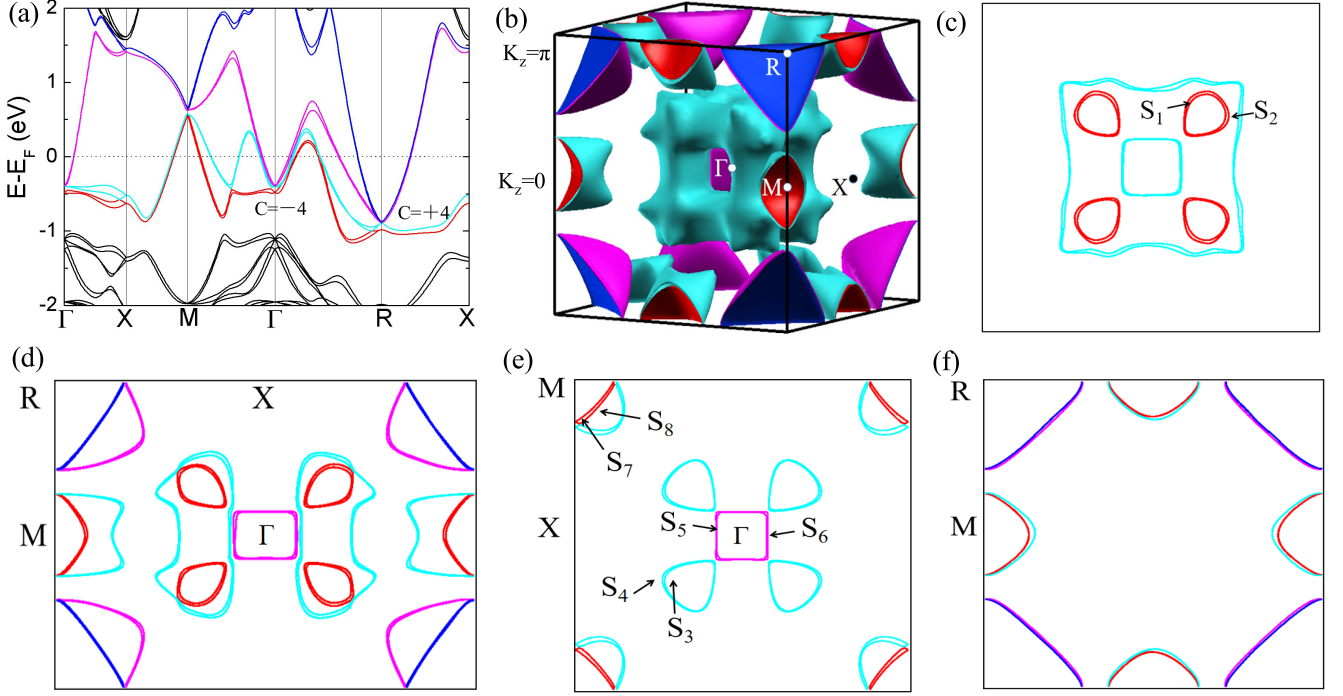 (a)
2
1
0
-1
-2
E-E_F (eV)
C=−4
C=+4
Γ
X
M
Γ
R
X
(b)
K_z=π
K_z=0
R
Γ
M
X
(c)
S_1
S_2
(d)
R
X
M
Γ
(e)
M
S_8
S_7
X
S_5
Γ
S_6
S_4
S_3
(f)
R
M